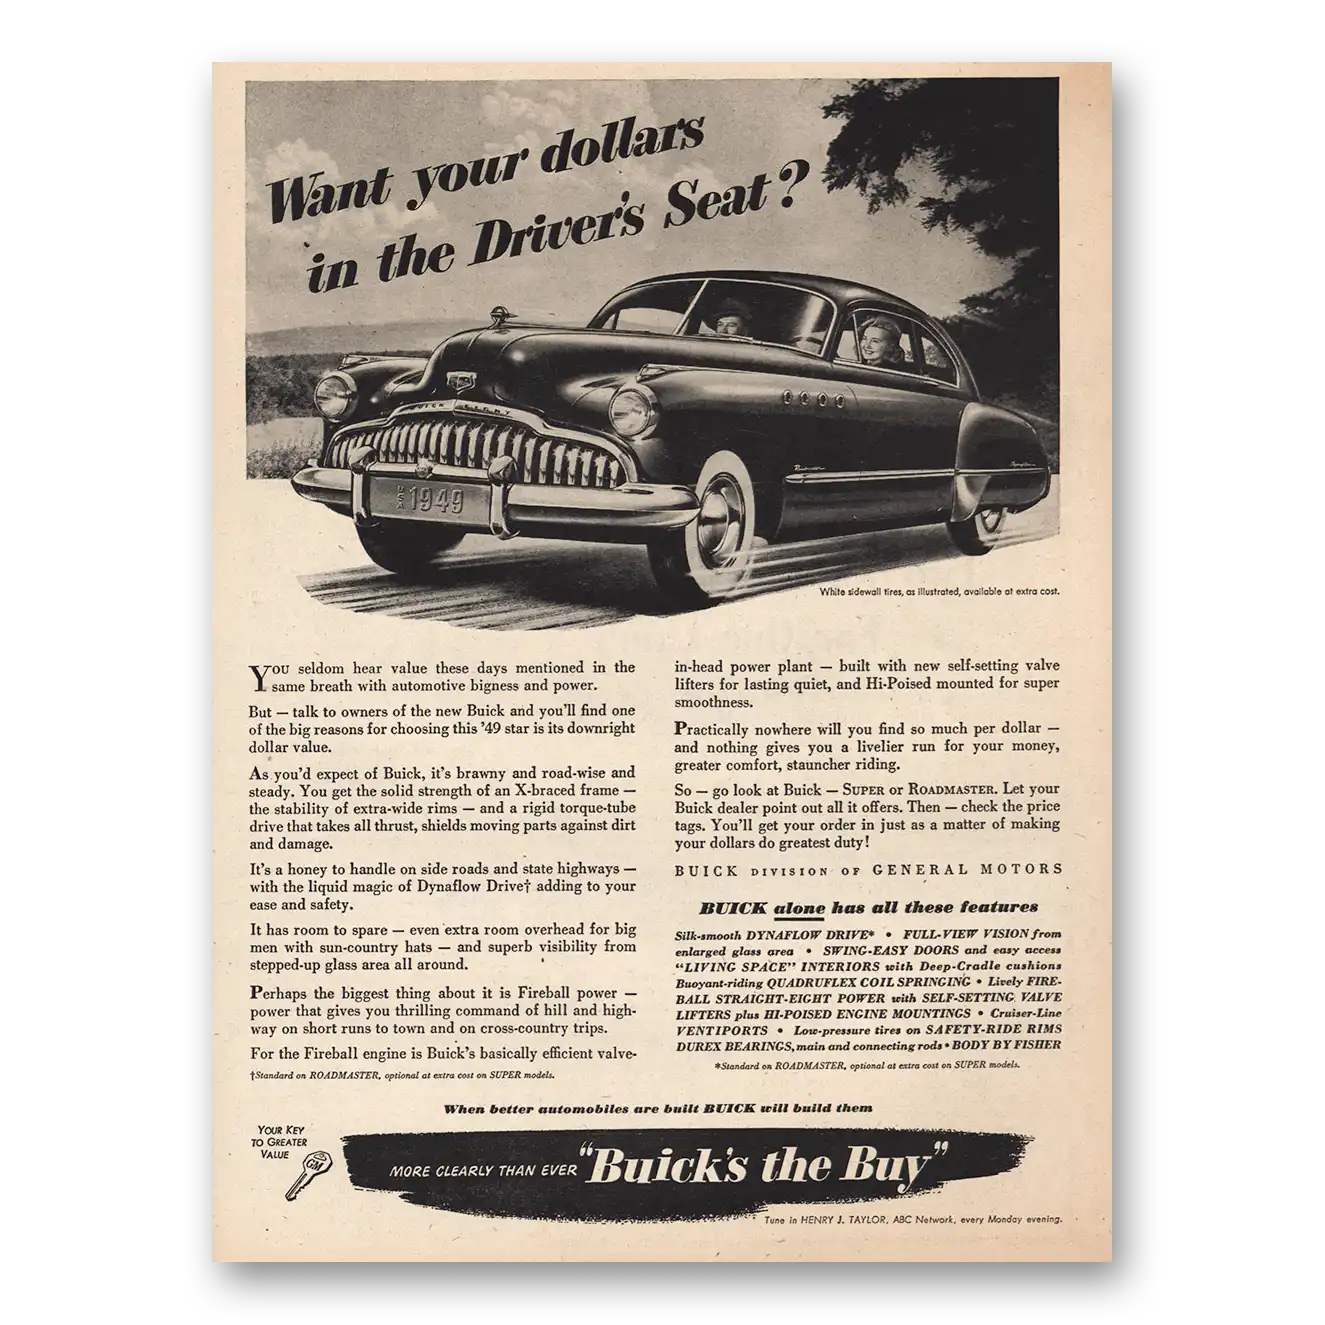 Want your dollars
in the Driver's Seat?
BUICK EIGHT
USA 1949
Roadmaster
White sidewall tires, as illustrated, available at extra cost.
YOU seldom hear value these days mentioned in the
same breath with automotive bigness and power.
But — talk to owners of the new Buick and you'll find one
of the big reasons for choosing this '49 star is its downright
dollar value.
As you'd expect of Buick, it's brawny and road-wise and
steady. You get the solid strength of an X-braced frame —
the stability of extra-wide rims — and a rigid torque-tube
drive that takes all thrust, shields moving parts against dirt
and damage.
It's a honey to handle on side roads and state highways —
with the liquid magic of Dynaflow Drive† adding to your
ease and safety.
It has room to spare — even extra room overhead for big
men with sun-country hats — and superb visibility from
stepped-up glass area all around.
Perhaps the biggest thing about it is Fireball power —
power that gives you thrilling command of hill and high-
way on short runs to town and on cross-country trips.
For the Fireball engine is Buick's basically efficient valve-
†Standard on ROADMASTER, optional at extra cost on SUPER models.
in-head power plant — built with new self-setting valve
lifters for lasting quiet, and Hi-Poised mounted for super
smoothness.
Practically nowhere will you find so much per dollar —
and nothing gives you a livelier run for your money,
greater comfort, stauncher riding.
So — go look at Buick — SUPER or ROADMASTER. Let your
Buick dealer point out all it offers. Then — check the price
tags. You'll get your order in just as a matter of making
your dollars do greatest duty!
BUICK DIVISION OF GENERAL MOTORS
BUICK alone has all these features
Silk-smooth DYNAFLOW DRIVE* • FULL-VIEW VISION from
enlarged glass area • SWING-EASY DOORS and easy access
"LIVING SPACE" INTERIORS with Deep-Cradle cushions
Buoyant-riding QUADRUFLEX COIL SPRINGING • Lively FIRE-
BALL STRAIGHT-EIGHT POWER with SELF-SETTING VALVE
LIFTERS plus HI-POISED ENGINE MOUNTINGS • Cruiser-Line
VENTIPORTS • Low-pressure tires on SAFETY-RIDE RIMS
DUREX BEARINGS, main and connecting rods • BODY BY FISHER
*Standard on ROADMASTER, optional at extra cost on SUPER models.
When better automobiles are built BUICK will build them
YOUR KEY
TO GREATER
VALUE
GM
MORE CLEARLY THAN EVER "Buick's the Buy"
Tune in HENRY J. TAYLOR, ABC Network, every Monday evening.